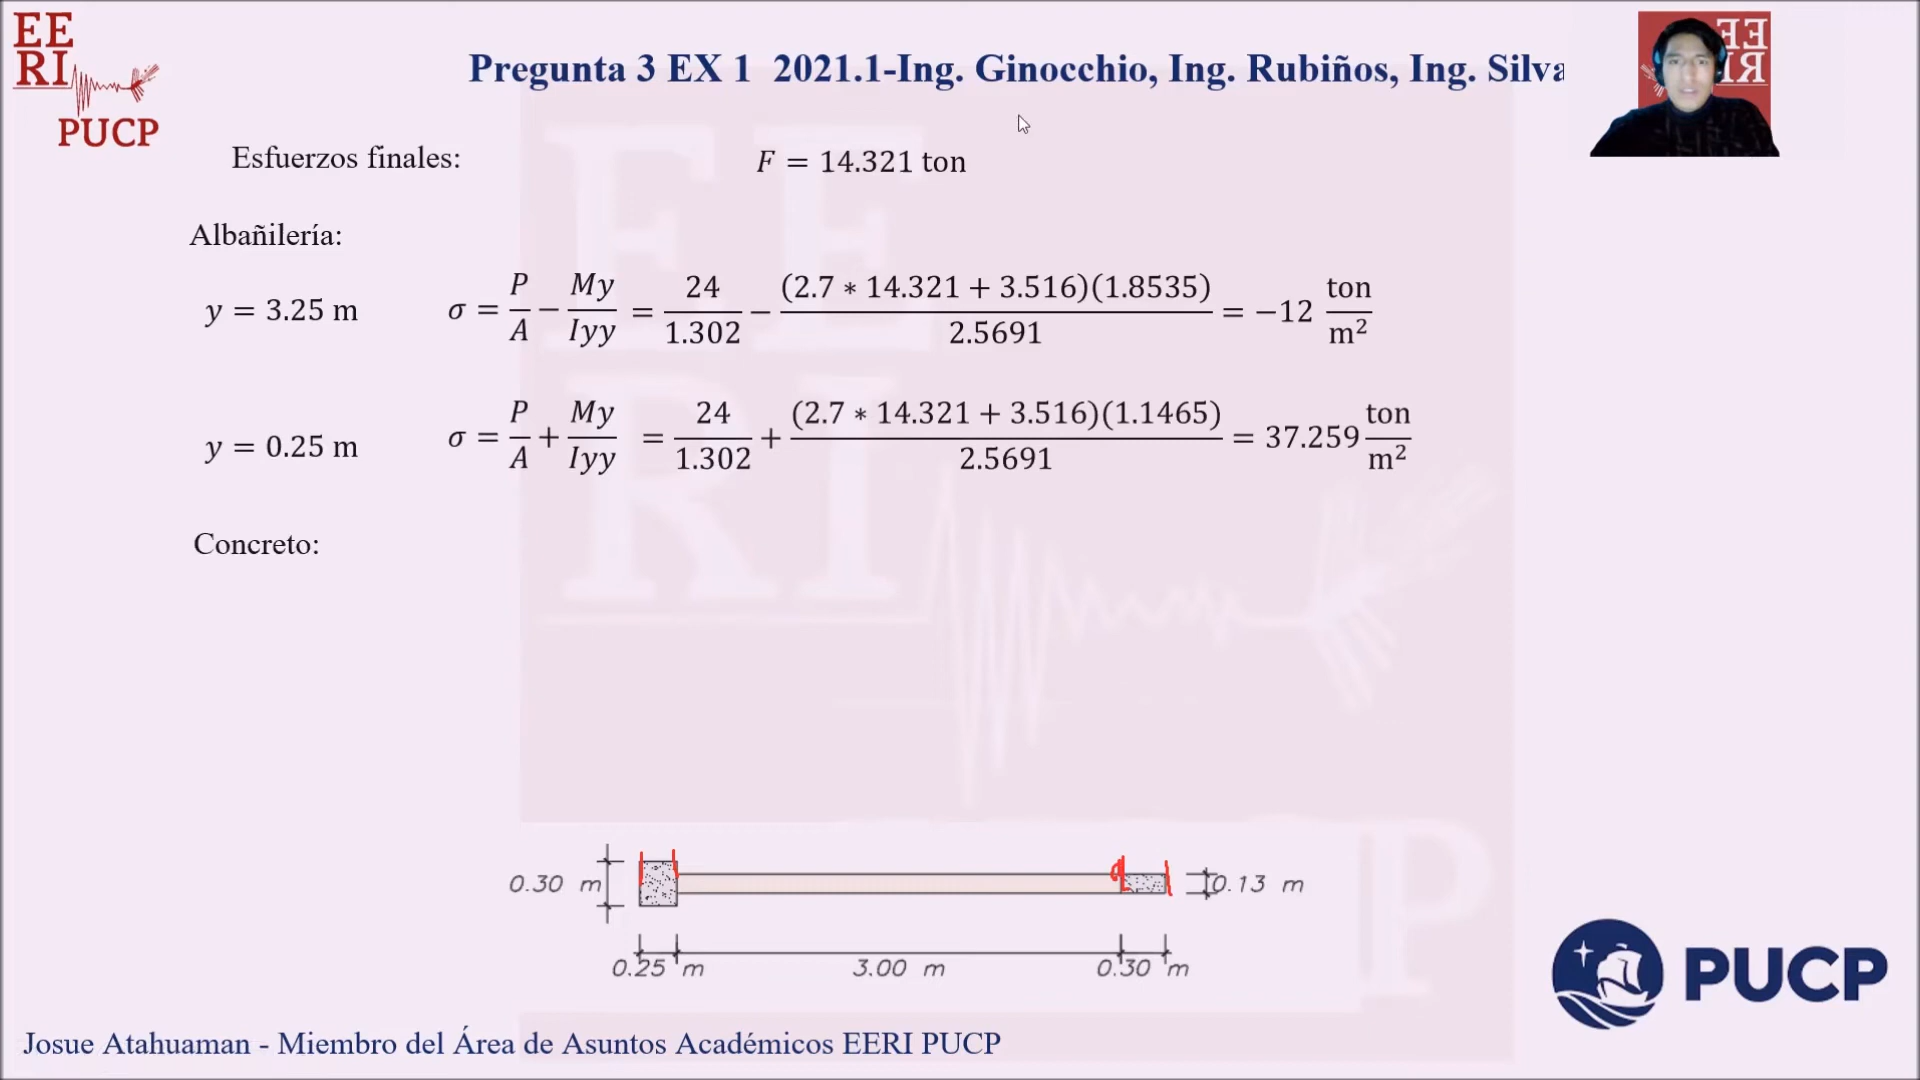 EE
RI
PUCP
Pregunta 3 EX 1 2021.1-Ing. Ginocchio, Ing. Rubiños, Ing. Silva
EE
RI
Esfuerzos finales:
F = 14.321 ton
Albañilería:
y = 3.25 m
σ = P/A − My/Iyy = 24/1.302 − (2.7 ∗ 14.321 + 3.516)(1.8535)/2.5691 = −12 ton/m²
y = 0.25 m
σ = P/A + My/Iyy = 24/1.302 + (2.7 ∗ 14.321 + 3.516)(1.1465)/2.5691 = 37.259 ton/m²
Concreto:
EE
RI
P
0.30 m
0.13 m
0.25 m
3.00 m
0.30 m
PUCP
Josue Atahuaman - Miembro del Área de Asuntos Académicos EERI PUCP